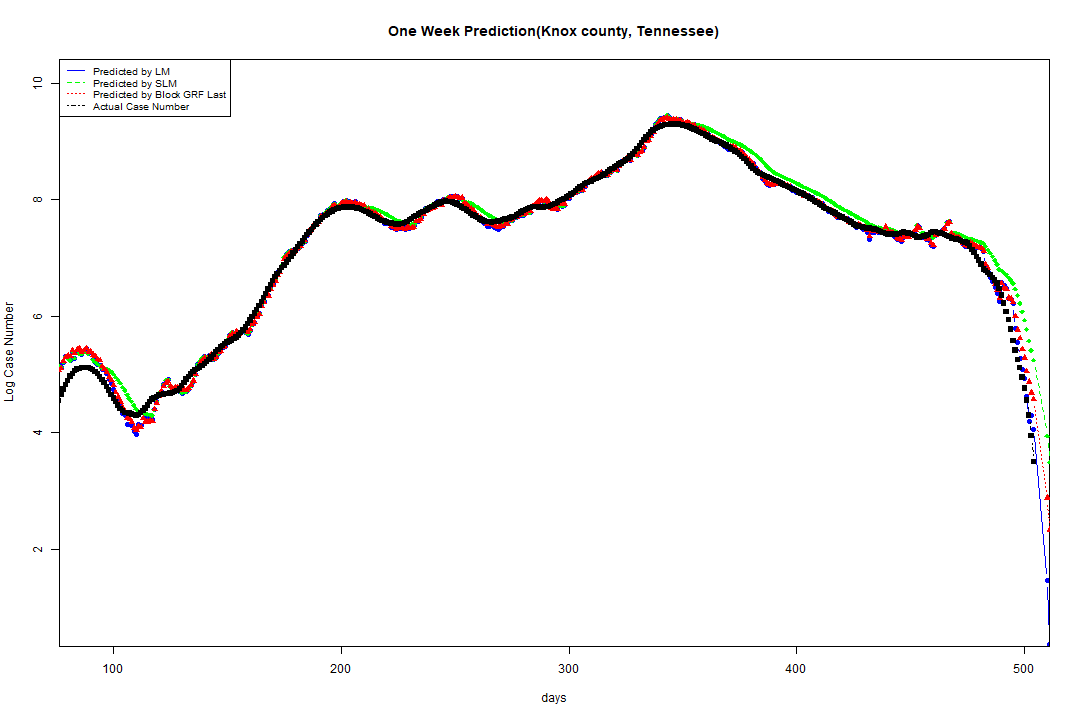 One Week Prediction(Knox county, Tennessee)
Predicted by LM
Predicted by SLM
Predicted by Block GRF Last
Actual Case Number
10
8
6
4
2
Log Case Number
100 200 300 400 500
days